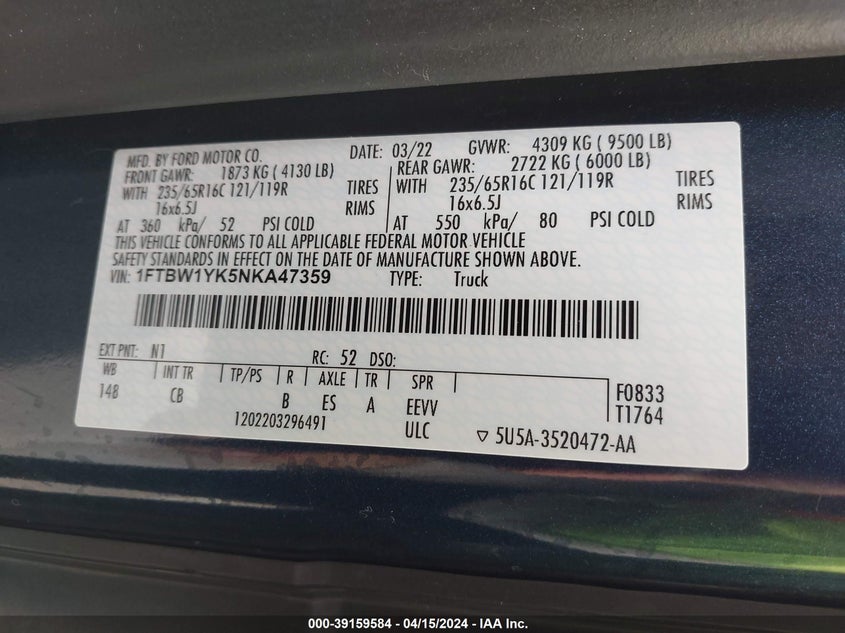 MFD. BY FORD MOTOR CO. DATE: 03/22 GVWR: 4309 KG ( 9500 LB)
FRONT GAWR: 1873 KG ( 4130 LB) REAR GAWR: 2722 KG ( 6000 LB)
WITH 235/65R16C 121/119R TIRES WITH 235/65R16C 121/119R TIRES
16x6.5J RIMS 16x6.5J RIMS
AT 360 kPa/ 52 PSI COLD AT 550 kPa/ 80 PSI COLD
THIS VEHICLE CONFORMS TO ALL APPLICABLE FEDERAL MOTOR VEHICLE
SAFETY STANDARDS IN EFFECT ON THE DATE OF MANUFACTURE SHOWN ABOVE.
VIN: 1FTBW1YK5NKA47359 TYPE: Truck
EXT PNT: N1 RC: 52 DSO:
WB INT TR TP/PS R AXLE TR SPR F0833
148 CB B ES A EEVV T1764
1202203296491 ULC ▽ 5U5A-3520472-AA
000-39159584 - 04/15/2024 - IAA Inc.